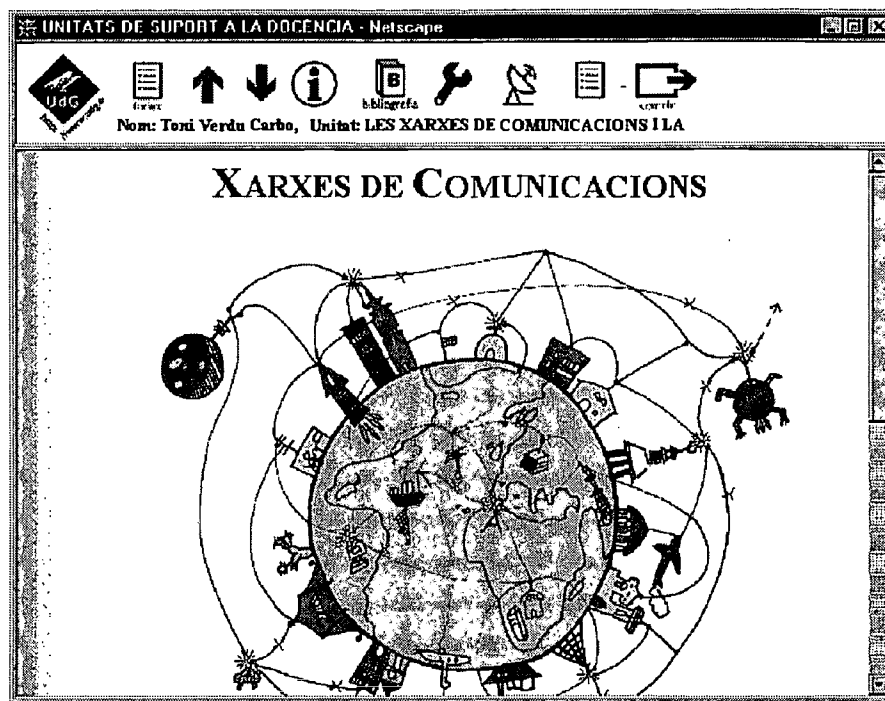 UNITATS DE SUPORT A LA DOCÈNCIA - Netscape
UdG
B
bibliografia
Nom: Toni Verdu Carbo, Unitat: LES XARXES DE COMUNICACIONS I LA
XARXES DE COMUNICACIONS